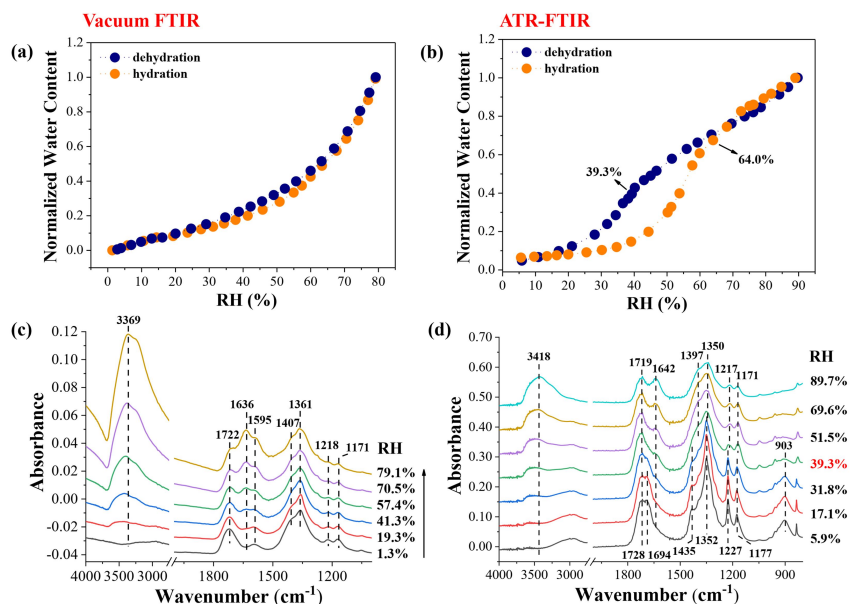 Vacuum FTIR
ATR-FTIR
(a)
dehydration
hydration
Normalized Water Content
1.0
0.8
0.6
0.4
0.2
0.0
0 10 20 30 40 50 60 70 80 90
RH (%)
(b)
dehydration
hydration
39.3%
64.0%
Normalized Water Content
1.0
0.8
0.6
0.4
0.2
0.0
0 10 20 30 40 50 60 70 80 90
RH (%)
(c)
3369
1722
1636
1595
1407
1361
1218
1171
RH
79.1%
70.5%
57.4%
41.3%
19.3%
1.3%
Absorbance
0.12
0.10
0.08
0.06
0.04
0.02
0.00
-0.02
-0.04
4000 3500 3000 1800 1600 1400 1200 1000
Wavenumber (cm-1)
(d)
3418
1719
1642
1397
1350
1217
1171
903
RH
89.7%
69.6%
51.5%
39.3%
31.8%
17.1%
5.9%
1728
1694
1435
1352
1227
1177
Absorbance
0.70
0.60
0.50
0.40
0.30
0.20
0.10
0.00
4000 3500 3000 1800 1500 1200 900
Wavenumber (cm-1)